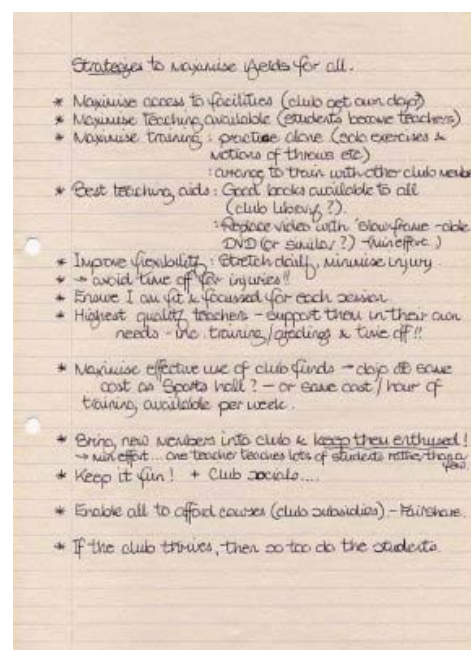 Strategies to Maximise Yields for all.
* Maximise access to facilities (club get own dojo?)
* Maximise Teaching available (students become teachers)
* Maximise training : practice alone (solo exercises &
motions of throws etc)
: arrange to train with other club members
* Best teaching aids : Good books available to all
(club library ?).
: Replace video with 'slowframe'-able
DVD (or similar ?) - (min effort.)
* Improve flexibility : Stretch daily, minimise injury.
* → avoid time off for injuries!!
* Ensure I am fit & focussed for each session
* Highest quality teachers - support them in their own
needs - inc. training/gradings & time off!!
* Maximise effective use of club funds → dojo @ same
cost as Sports hall? - or same cost/hour of
training available per week.
* Bring new members into club & keep them enthused!
→ min effort... one teacher teaches lots of students rather than a few
* Keep it fun! + Club socials....
* Enable all to afford courses (club subsidies) - Fairshare.
* If the club thrives, then so too do the students.